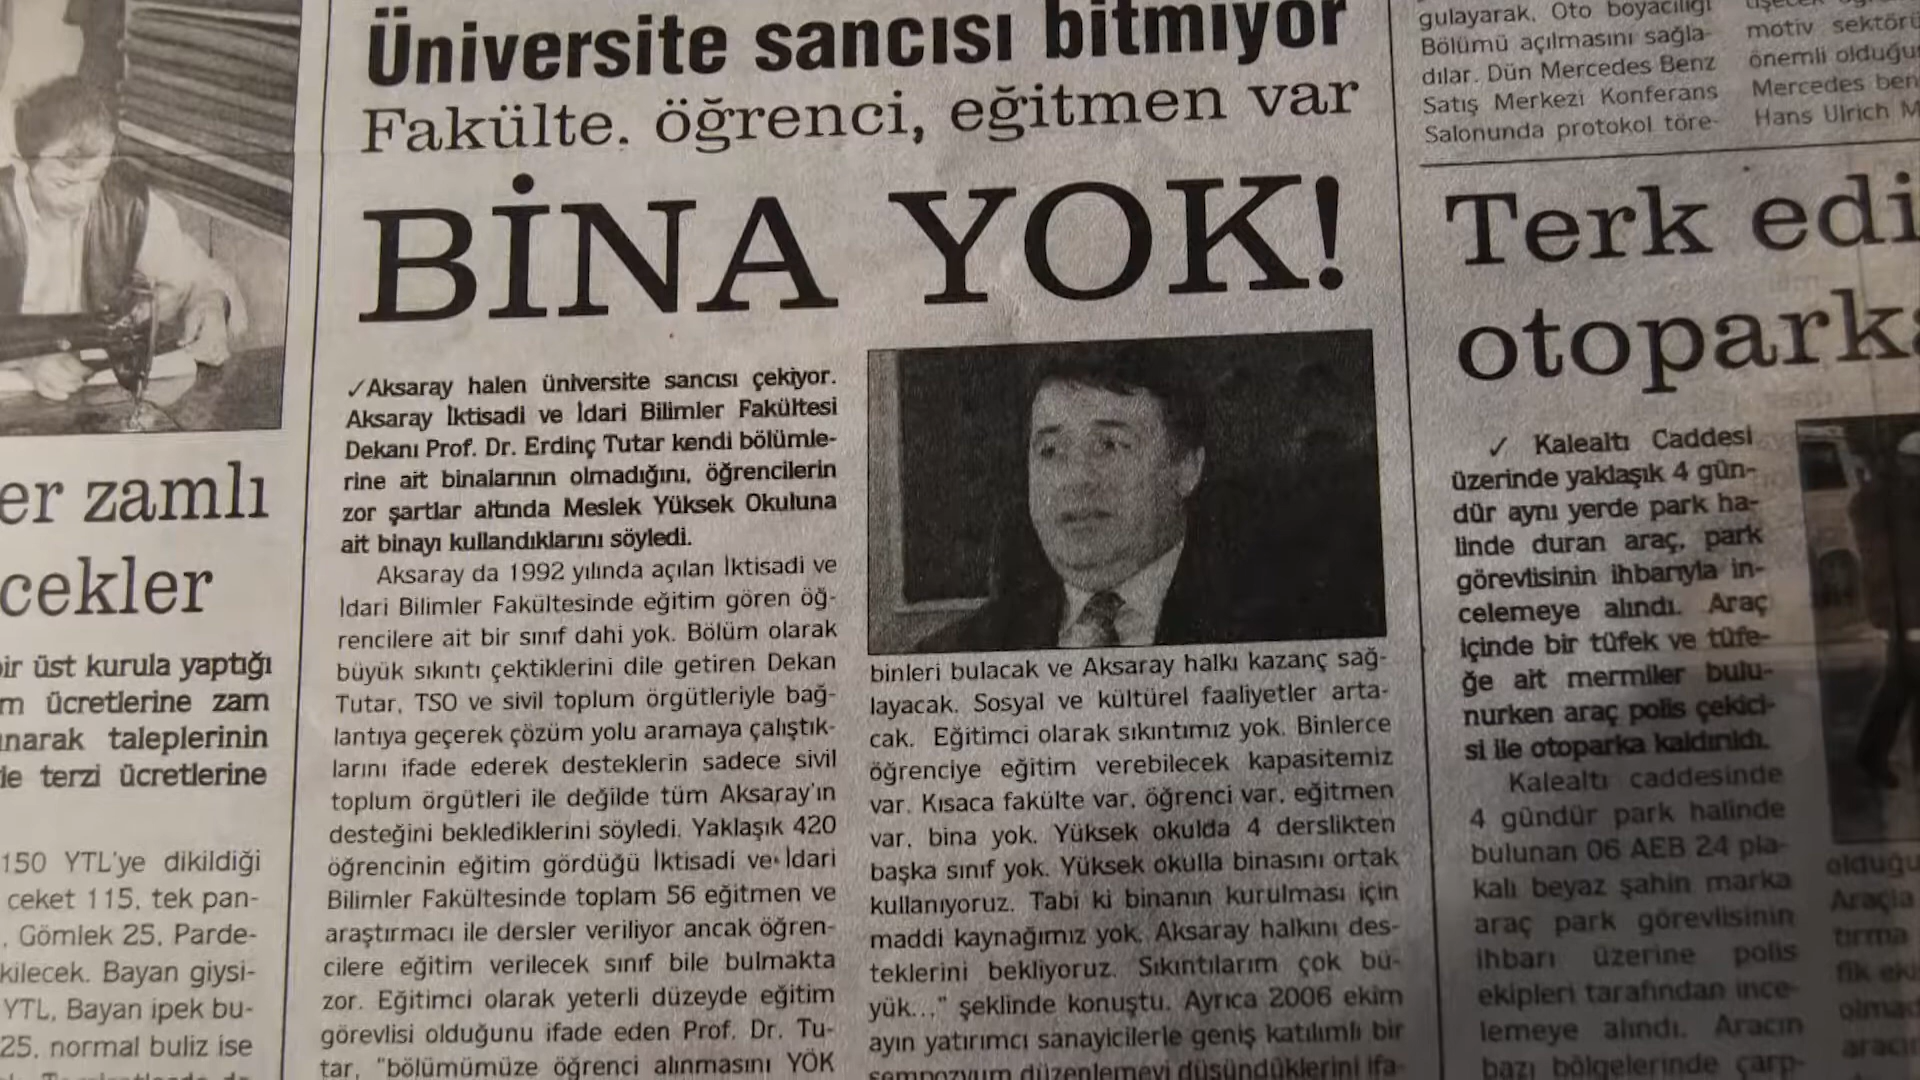 er zamlı
cekler
bir üst kurula yaptığı
m ücretlerine zam
narak taleplerinin
le terzi ücretlerine
150 YTL'ye dikildiği
ceket 115, tek pan-
, Gömlek 25, Parde-
kilecek. Bayan giysi-
YTL, Bayan ipek bu-
25, normal buliz ise
Üniversite sancısı bitmiyor
Fakülte. öğrenci, eğitmen var
BİNA YOK!
✓Aksaray halen üniversite sancısı çekiyor.
Aksaray İktisadi ve İdari Bilimler Fakültesi
Dekanı Prof. Dr. Erdinç Tutar kendi bölümle-
rine ait binalarının olmadığını, öğrencilerin
zor şartlar altında Meslek Yüksek Okuluna
ait binayı kullandıklarını söyledi.
Aksaray da 1992 yılında açılan İktisadi ve
İdari Bilimler Fakültesinde eğitim gören öğ-
rencilere ait bir sınıf dahi yok. Bölüm olarak
büyük sıkıntı çektiklerini dile getiren Dekan
Tutar, TSO ve sivil toplum örgütleriyle bağ-
lantıya geçerek çözüm yolu aramaya çalıştık-
larını ifade ederek desteklerin sadece sivil
toplum örgütleri ile değilde tüm Aksaray'ın
desteğini beklediklerini söyledi. Yaklaşık 420
öğrencinin eğitim gördüğü İktisadi ve İdari
Bilimler Fakültesinde toplam 56 eğitmen ve
araştırmacı ile dersler veriliyor ancak öğren-
cilere eğitim verilecek sınıf bile bulmakta
zor. Eğitimci olarak yeterli düzeyde eğitim
görevlisi olduğunu ifade eden Prof. Dr. Tu-
tar, "bölümümüze öğrenci alınmasını YÖK
binleri bulacak ve Aksaray halkı kazanç sağ-
layacak. Sosyal ve kültürel faaliyetler arta-
cak. Eğitimci olarak sıkıntımız yok. Binlerce
öğrenciye eğitim verebilecek kapasitemiz
var. Kısaca fakülte var, öğrenci var, eğitmen
var, bina yok. Yüksek okulda 4 derslikten
başka sınıf yok. Yüksek okulla binasını ortak
kullanıyoruz. Tabi ki binanın kurulması için
maddi kaynağımız yok. Aksaray halkını des-
teklerini bekliyoruz. Sıkıntılarım çok bü-
yük..." şeklinde konuştu. Ayrıca 2006 ekim
ayın yatırımcı sanayicilerle geniş katılımlı bir
sempozyum düzenlemeyi düşündüklerini ifa-
gulayarak, Oto boyacılığı
Bölümü açılmasını sağla-
dılar. Dün Mercedes Benz
Satış Merkezi Konferans
Salonunda protokol töre-
motiv sektörü
önemli olduğu
Mercedes ben
Hans Ulrich M
Terk edi
otoparka
✓ Kalealtı Caddesi
üzerinde yaklaşık 4 gün-
dür aynı yerde park ha-
linde duran araç, park
görevlisinin ihbarıyla in-
celemeye alındı. Araç
içinde bir tüfek ve tüfe-
ğe ait mermiler bulu-
nurken araç polis çekici-
si ile otoparka kaldırıldı.
Kalealtı caddesinde
4 gündür park halinde
bulunan 06 AEB 24 pla-
kalı beyaz şahin marka
araç park görevlisinin
ihbarı üzerine polis
ekipleri tarafından ince-
lemeye alındı. Aracın
bazı bölgelerinde çarp-
olduğu
Araçla
tırma
fik eki
olmad
aracın